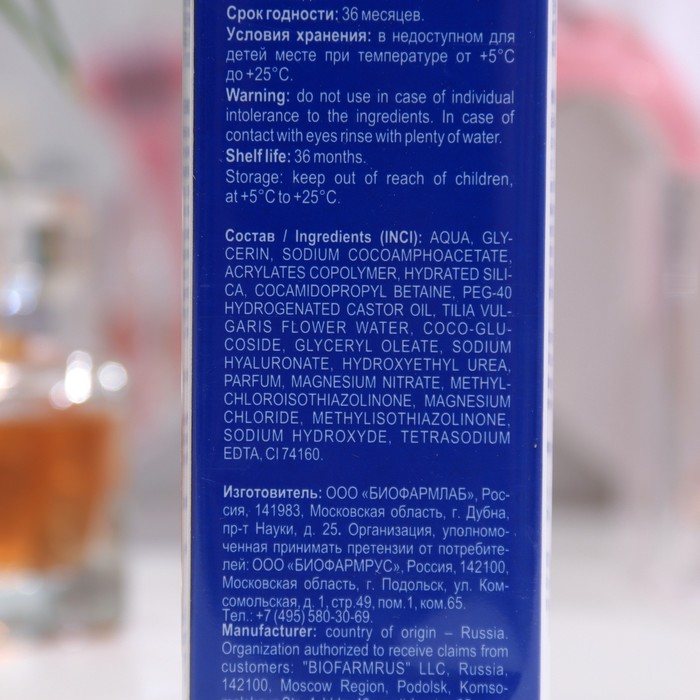 Срок годности: 36 месяцев.
Условия хранения: в недоступном для
детей месте при температуре от +5°C
до +25°C.
Warning: do not use in case of individual
intolerance to the ingredients. In case of
contact with eyes rinse with plenty of water.
Shelf life: 36 months.
Storage: keep out of reach of children,
at +5°C to +25°C.
Состав / Ingredients (INCI): AQUA, GLY-
CERIN, SODIUM COCOAMPHOACETATE,
ACRYLATES COPOLYMER, HYDRATED SILI-
CA, COCAMIDOPROPYL BETAINE, PEG-40
HYDROGENATED CASTOR OIL, TILIA VUL-
GARIS FLOWER WATER, COCO-GLU-
COSIDE, GLYCERYL OLEATE, SODIUM
HYALURONATE, HYDROXYETHYL UREA,
PARFUM, MAGNESIUM NITRATE, METHYL-
CHLOROISOTHIAZOLINONE, MAGNESIUM
CHLORIDE, METHYLISOTHIAZOLINONE,
SODIUM HYDROXYDE, TETRASODIUM
EDTA, CI 74160.
Изготовитель: ООО «БИОФАРМЛАБ», Рос-
сия, 141983, Московская область, г. Дубна,
пр-т Науки, д. 25. Организация, уполномо-
ченная принимать претензии от потребите-
лей: ООО «БИОФАРМРУС», Россия, 142100,
Московская область, г. Подольск, ул. Ком-
сомольская, д. 1, стр.49, пом.1, ком.65.
Тел.: +7 (495) 580-30-69.
Manufacturer: country of origin – Russia.
Organization authorized to receive claims from
customers: "BIOFARMRUS" LLC, Russia,
142100, Moscow Region, Podolsk, Komso-